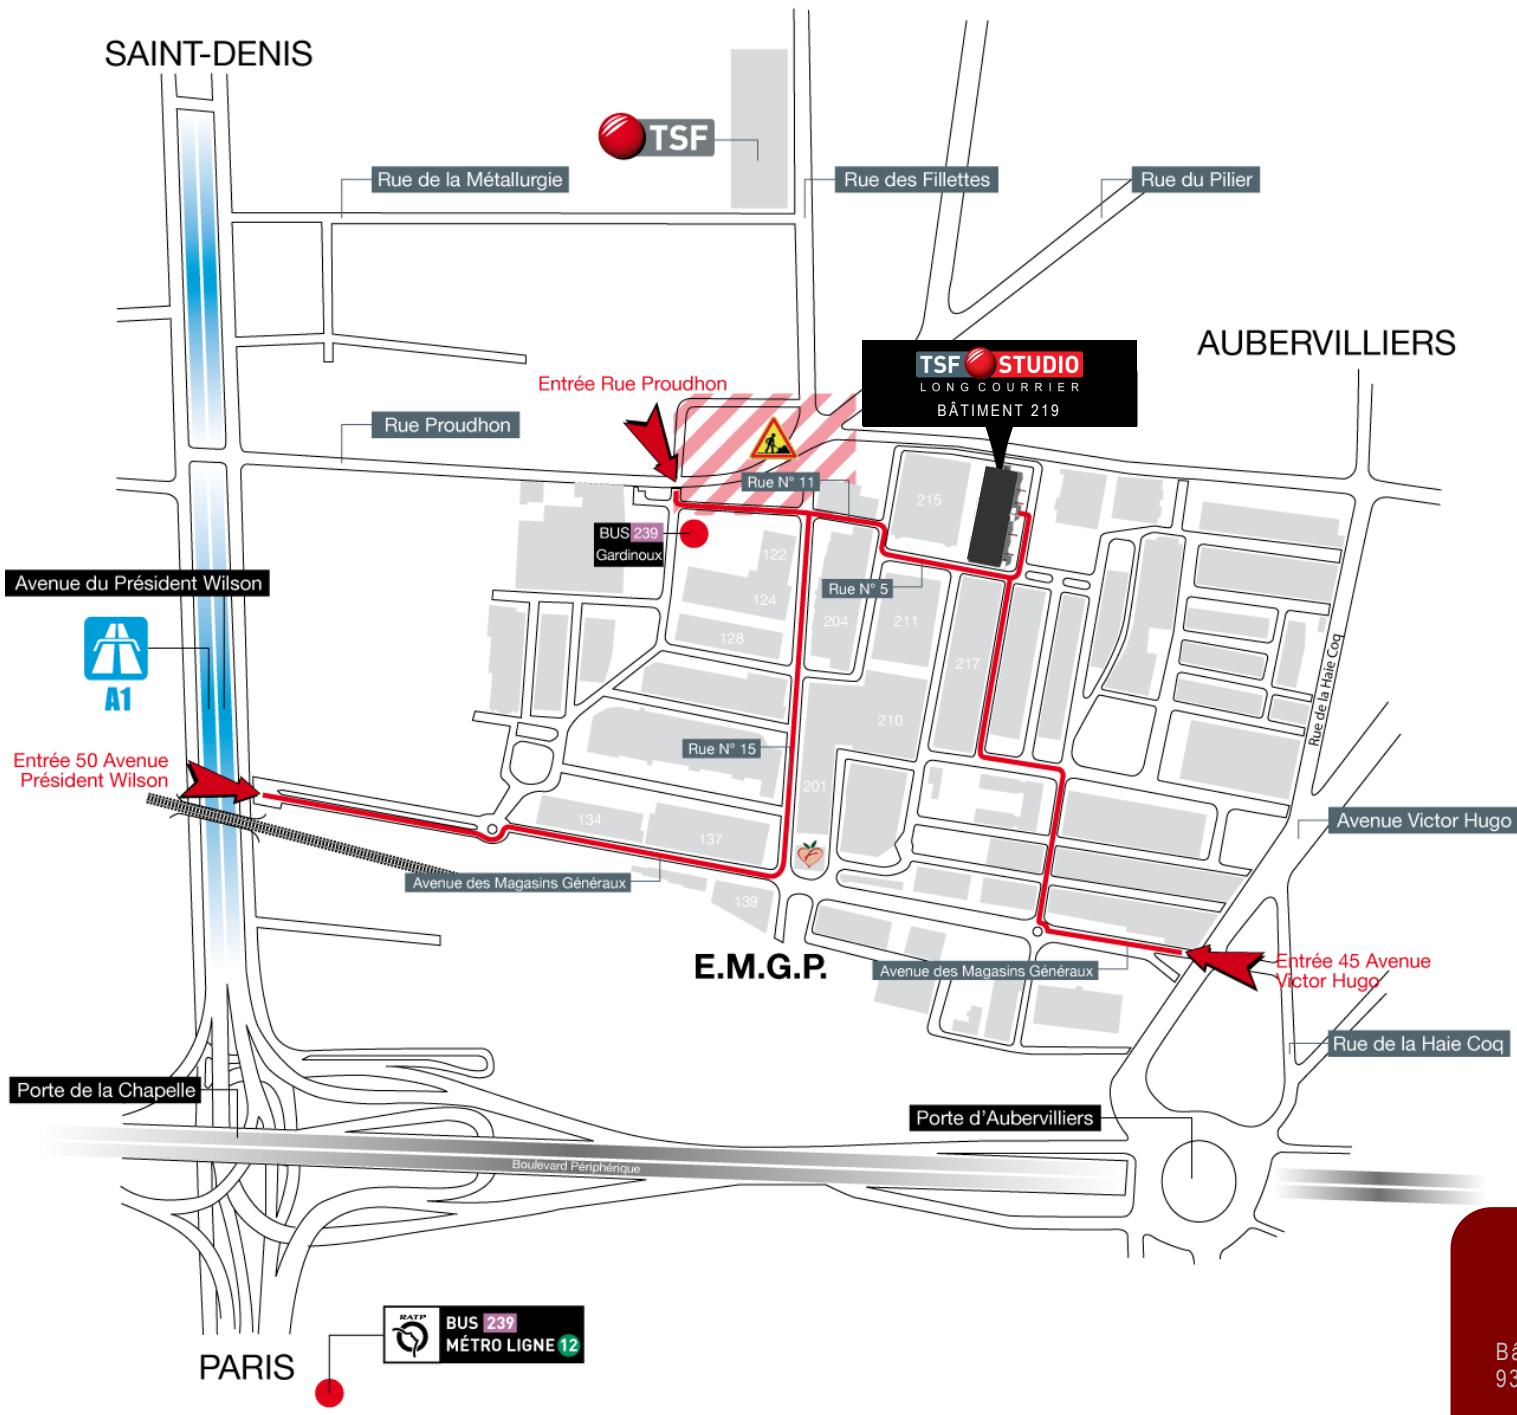 SAINT-DENIS
TSF
Rue de la Métallurgie
Rue des Fillettes
Rue du Pilier
AUBERVILLIERS
TSF STUDIO
LONG COURRIER
BÂTIMENT 219
Entrée Rue Proudhon
Rue Proudhon
Rue N° 11
215
BUS 239
Gardinoux
122
Avenue du Président Wilson
Rue N° 5
124
204
211
128
217
Rue de la Haie Coq
A1
210
Rue N° 15
Entrée 50 Avenue
Président Wilson
201
134
137
Avenue Victor Hugo
Avenue des Magasins Généraux
139
E.M.G.P.
Avenue des Magasins Généraux
Entrée 45 Avenue
Victor Hugo
Rue de la Haie Coq
Porte de la Chapelle
Porte d'Aubervilliers
Boulevard Périphérique
RATP
BUS 239
MÉTRO LIGNE 12
PARIS
Bâ
93